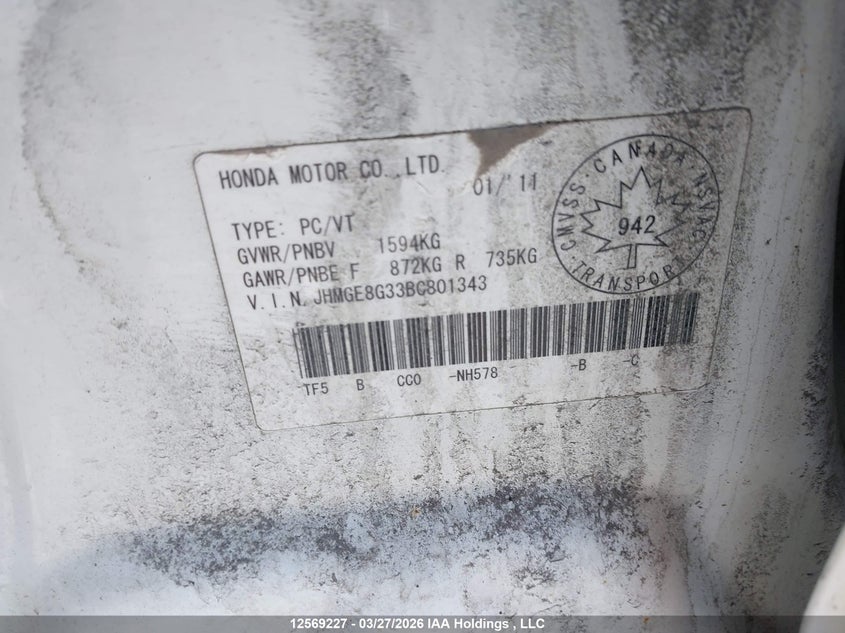 HONDA MOTOR CO.,LTD.
01/'11
TYPE: PC/VT
GVWR/PNBV 1594KG
GAWR/PNBE F 872KG R 735KG
V.I.N. JHMGE8G33BC801343
CANADA NSVAC
CMVSS
942
TRANSPORT
TF5 B CC0 -NH578 -B -C
12569227 - 03/27/2026 IAA Holdings , LLC